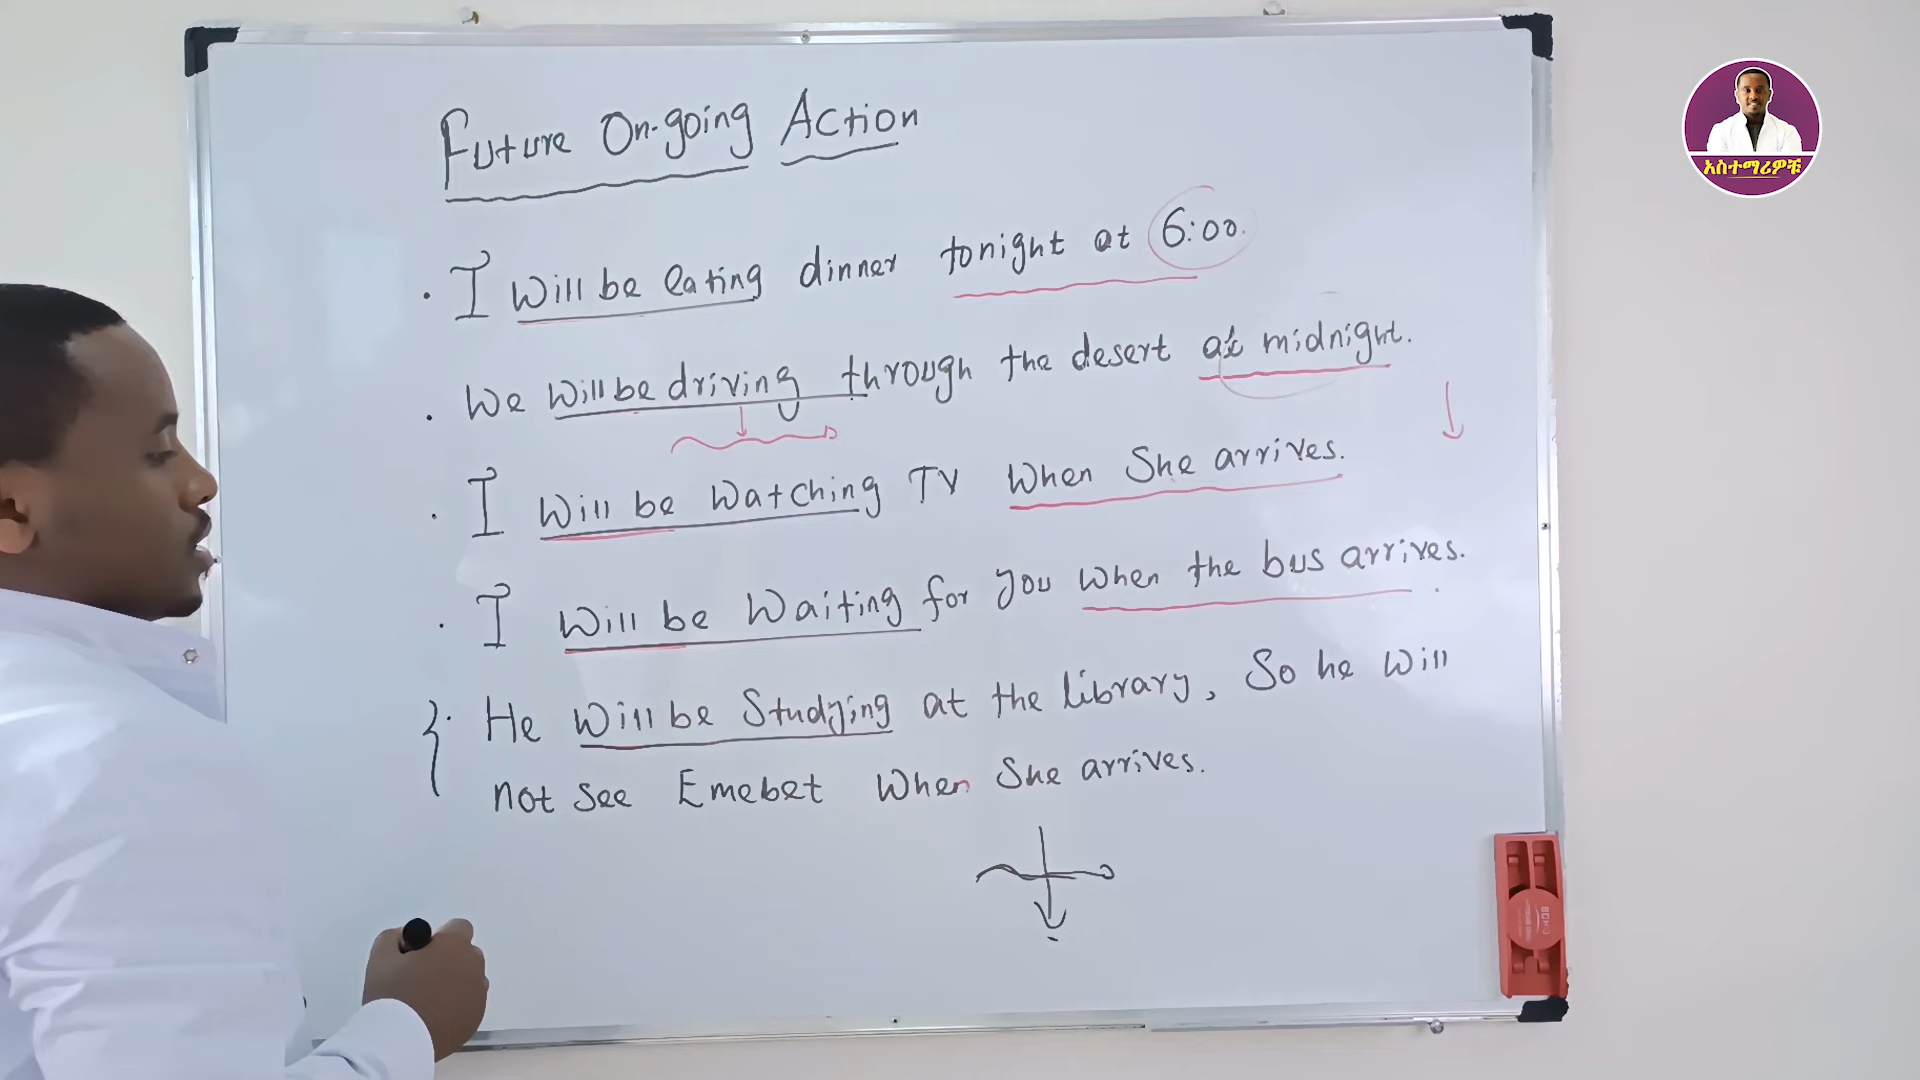 Future On-going Action
. I will be eating dinner tonight at 6:00.
. We will be driving through the desert at midnight.
. I will be watching TV when she arrives.
. I will be waiting for you when the bus arrives.
. He will be studying at the library, so he will
not see Emebet when she arrives.
አስተማሪዎቹ